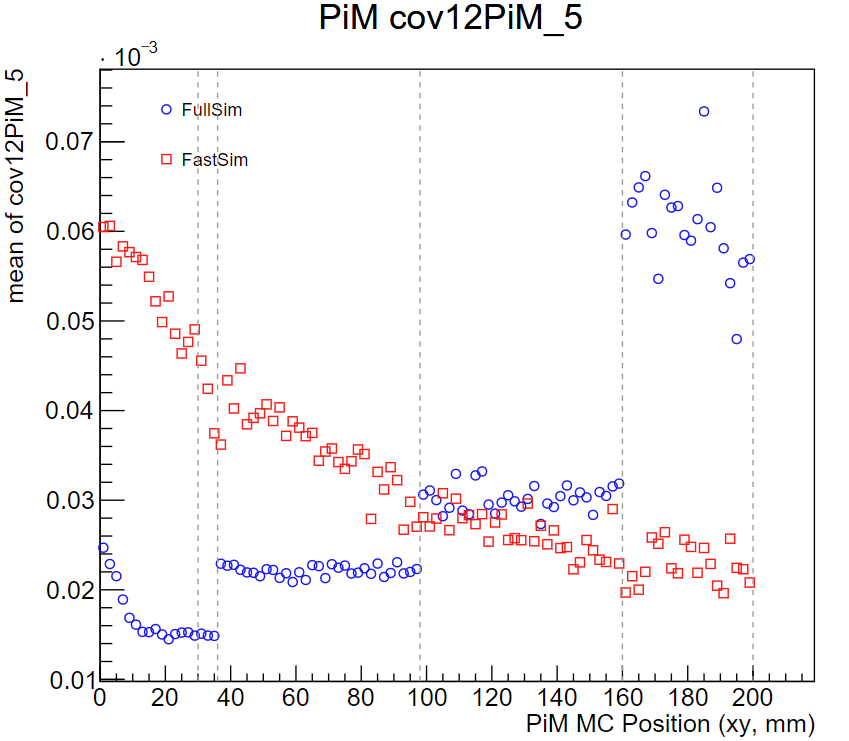 PiM cov12PiM_5
· 10⁻³
mean of cov12PiM_5
FullSim
FastSim
0.07
0.06
0.05
0.04
0.03
0.02
0.01
0 20 40 60 80 100 120 140 160 180 200
PiM MC Position (xy, mm)